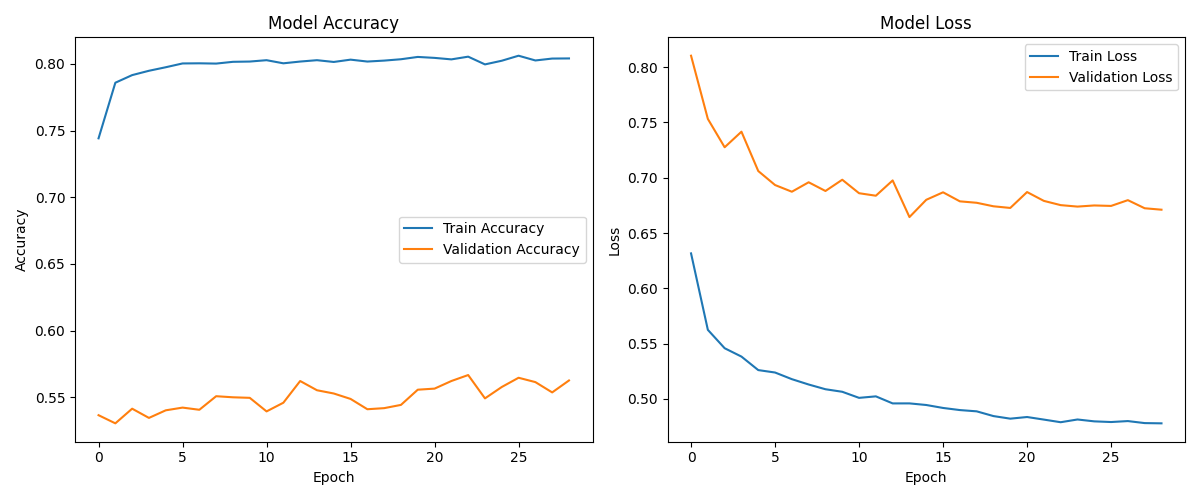 Model Accuracy
0.80
0.75
0.70
0.65
0.60
0.55
Accuracy
0
5
10
15
20
25
Epoch
Train Accuracy
Validation Accuracy
Model Loss
0.80
0.75
0.70
0.65
0.60
0.55
0.50
Loss
0
5
10
15
20
25
Epoch
Train Loss
Validation Loss